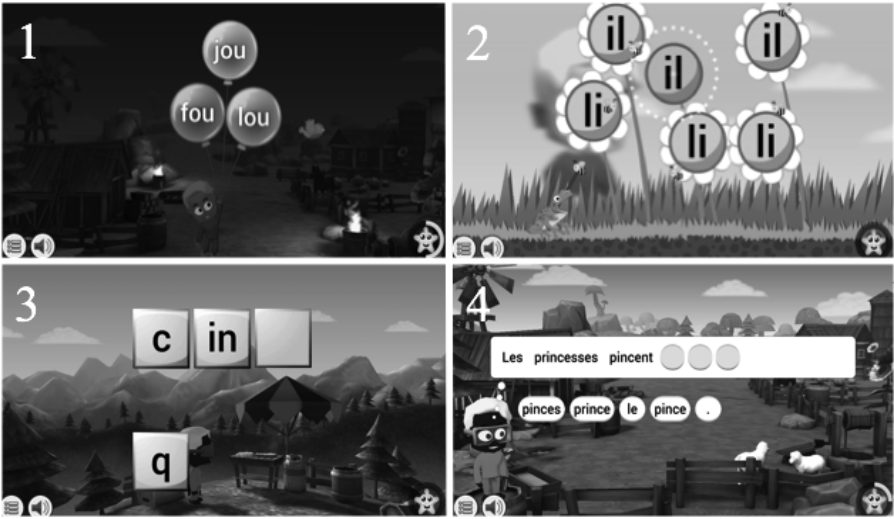 1
jou
fou lou
2
il il il
li li li
3
c in
q
4
Les princesses pincent
pinces prince le pince .